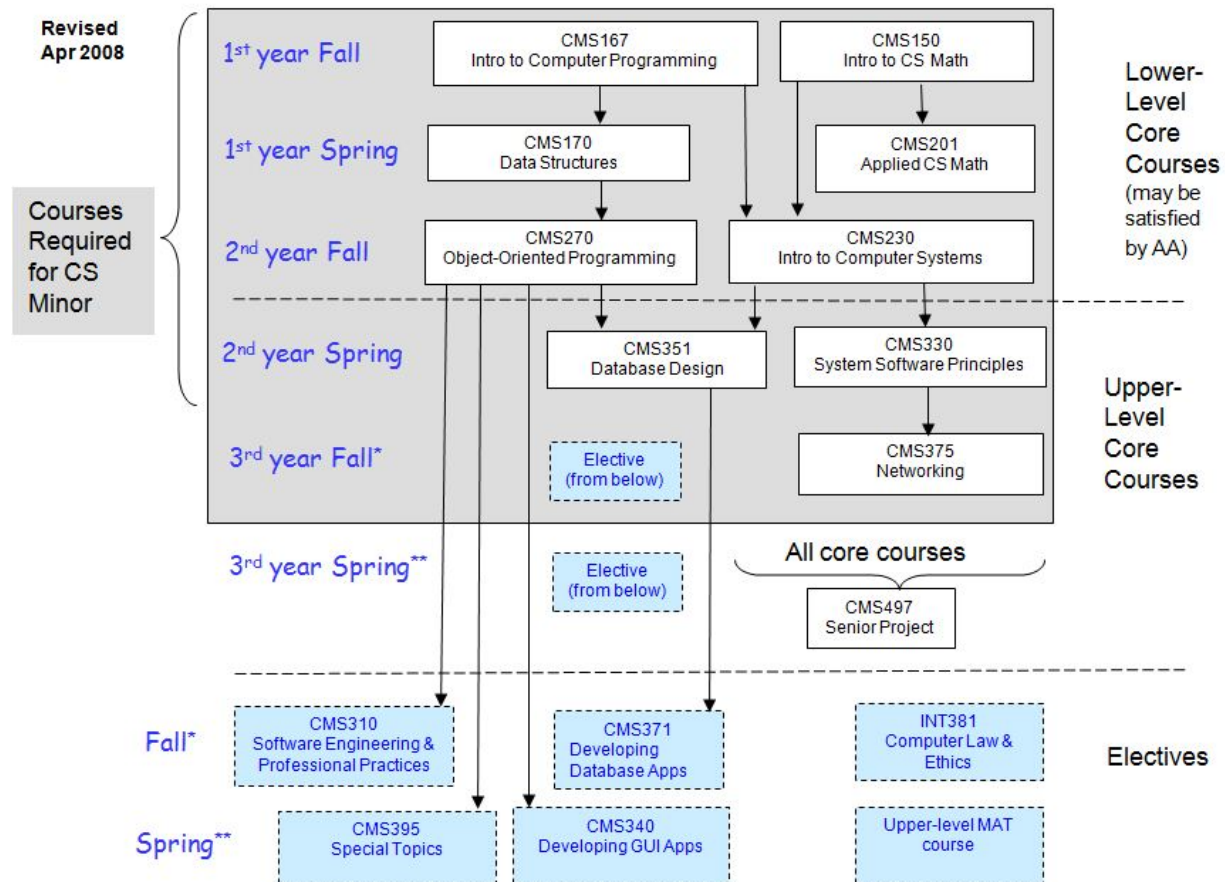 Revised
Apr 2008
1st year Fall
CMS167
Intro to Computer Programming
CMS150
Intro to CS Math
Lower-
Level
Core
Courses
(may be
satisfied
by AA)
1st year Spring
CMS170
Data Structures
CMS201
Applied CS Math
Courses
Required
for CS
Minor
2nd year Fall
CMS270
Object-Oriented Programming
CMS230
Intro to Computer Systems
2nd year Spring
CMS351
Database Design
CMS330
System Software Principles
Upper-
Level
Core
Courses
3rd year Fall*
Elective
(from below)
CMS375
Networking
3rd year Spring**
Elective
(from below)
All core courses
CMS497
Senior Project
Fall*
CMS310
Software Engineering &
Professional Practices
CMS371
Developing
Database Apps
INT381
Computer Law &
Ethics
Electives
Spring**
CMS395
Special Topics
CMS340
Developing GUI Apps
Upper-level MAT
course